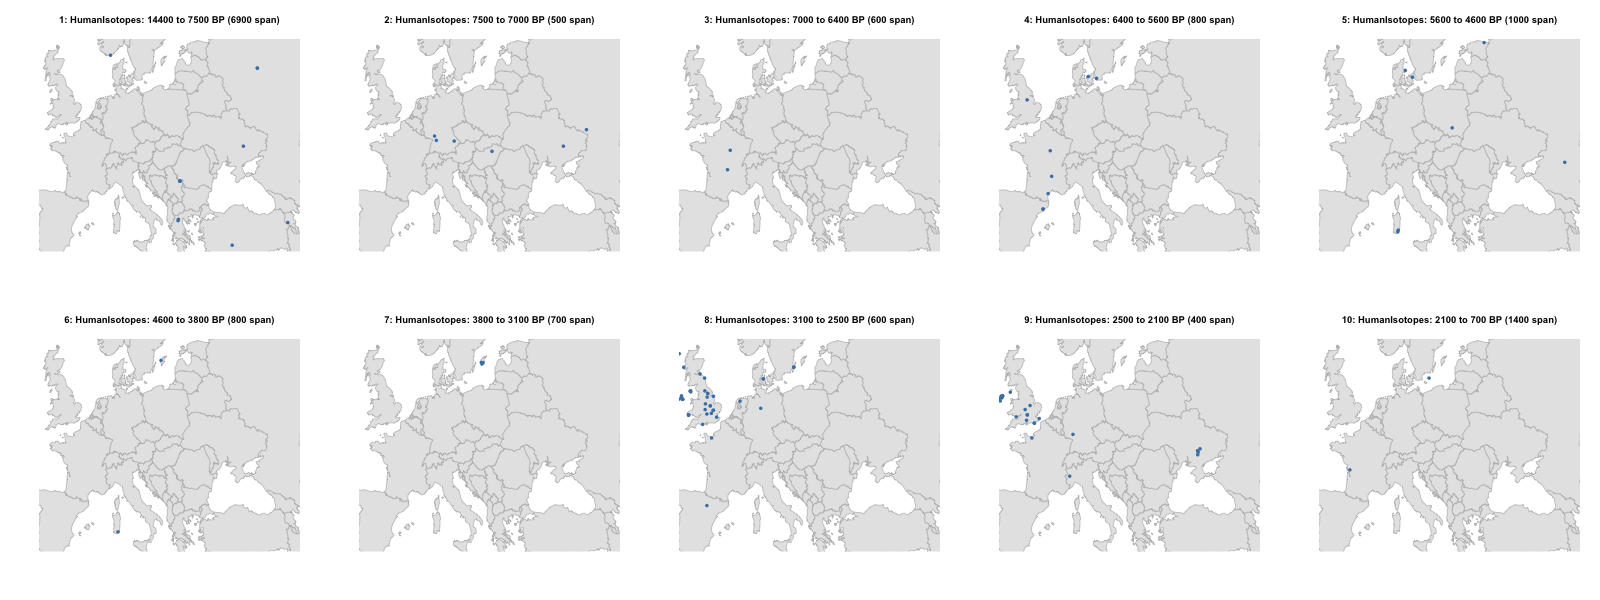 1: HumanIsotopes: 14400 to 7500 BP (6900 span)
2: HumanIsotopes: 7500 to 7000 BP (500 span)
3: HumanIsotopes: 7000 to 6400 BP (600 span)
4: HumanIsotopes: 6400 to 5600 BP (800 span)
5: HumanIsotopes: 5600 to 4600 BP (1000 span)
6: HumanIsotopes: 4600 to 3800 BP (800 span)
7: HumanIsotopes: 3800 to 3100 BP (700 span)
8: HumanIsotopes: 3100 to 2500 BP (600 span)
9: HumanIsotopes: 2500 to 2100 BP (400 span)
10: HumanIsotopes: 2100 to 700 BP (1400 span)